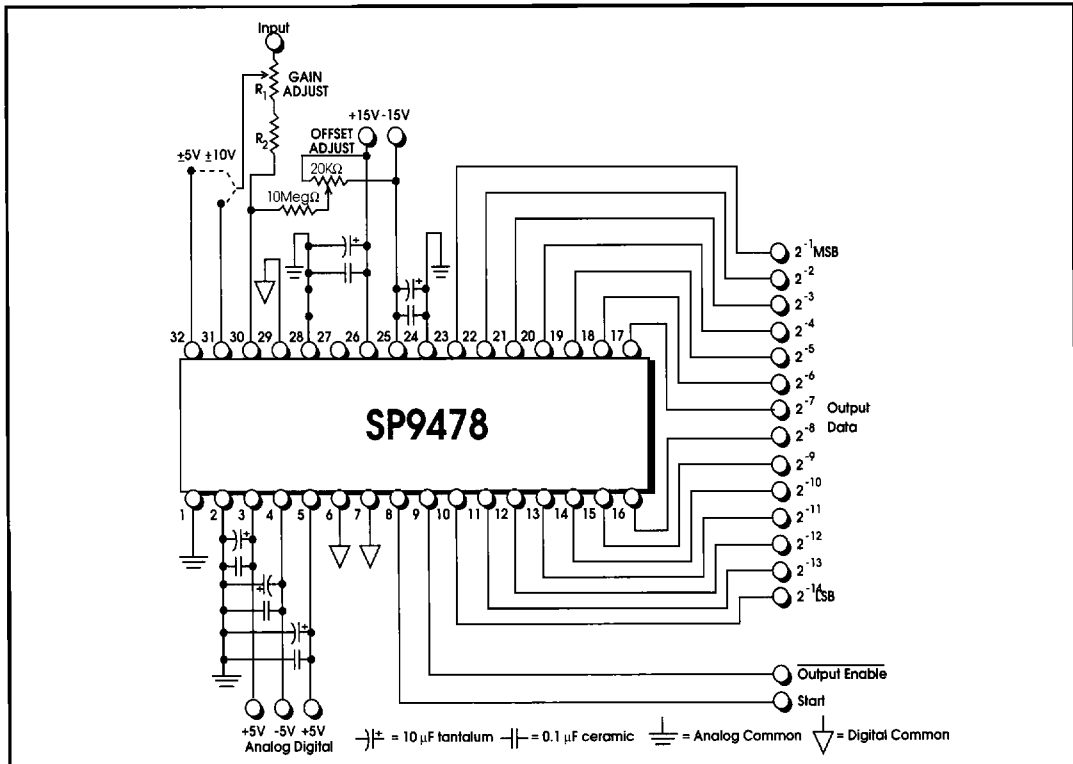 Input
R1
GAIN
ADJUST
R2
+15V -15V
OFFSET
ADJUST
±5V ±10V
20KΩ
10MegΩ
32 31 30 29 28 27 26 25 24 23 22 21 20 19 18 17
SP9478
1 2 3 4 5 6 7 8 9 10 11 12 13 14 15 16
2^-1 MSB
2^-2
2^-3
2^-4
2^-5
2^-6
2^-7 Output
Data
2^-8
2^-9
2^-10
2^-11
2^-12
2^-13
2^-14 LSB
Output Enable
Start
+5V -5V +5V
Analog Digital
+ = 10 μF tantalum = 0.1 μF ceramic = Analog Common = Digital Common